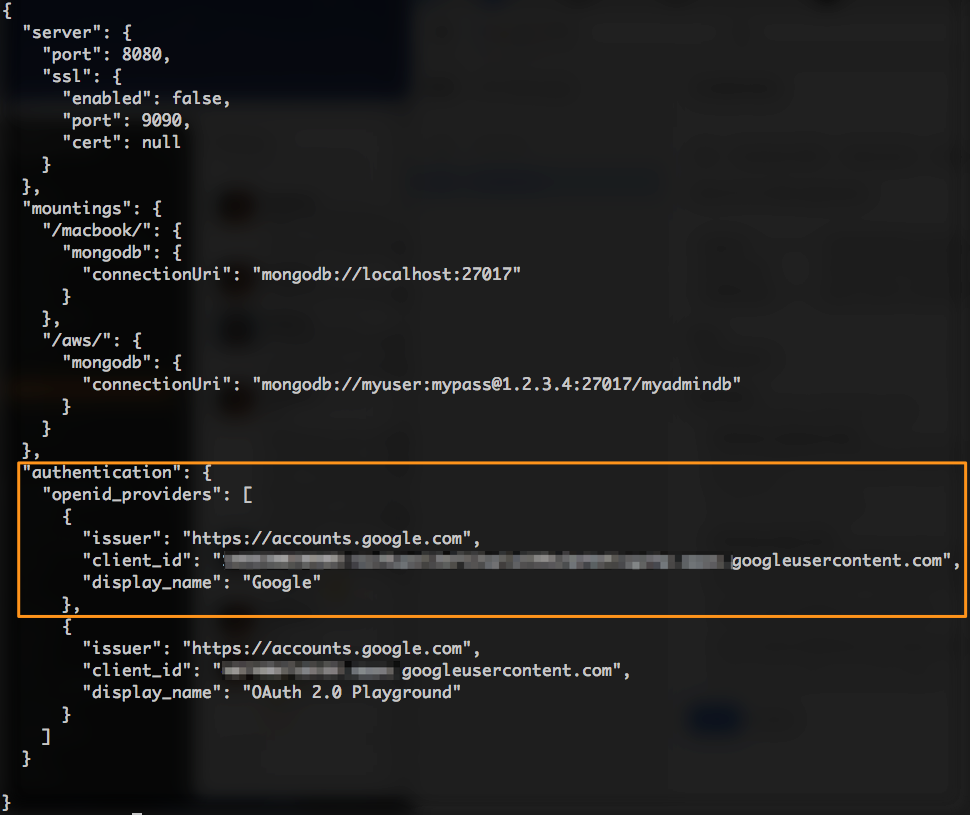 {
  "server": {
    "port": 8080,
    "ssl": {
      "enabled": false,
      "port": 9090,
      "cert": null
    }
  },
  "mountings": {
    "/macbook/": {
      "mongodb": {
        "connectionUri": "mongodb://localhost:27017"
      }
    },
    "/aws/": {
      "mongodb": {
        "connectionUri": "mongodb://myuser:mypass@1.2.3.4:27017/myadmindb"
      }
    }
  },
  "authentication": {
    "openid_providers": [
      {
        "issuer": "https://accounts.google.com",
        "client_id": "googleusercontent.com",
        "display_name": "Google"
      },
      {
        "issuer": "https://accounts.google.com",
        "client_id": "googleusercontent.com",
        "display_name": "OAuth 2.0 Playground"
      }
    ]
  }
}